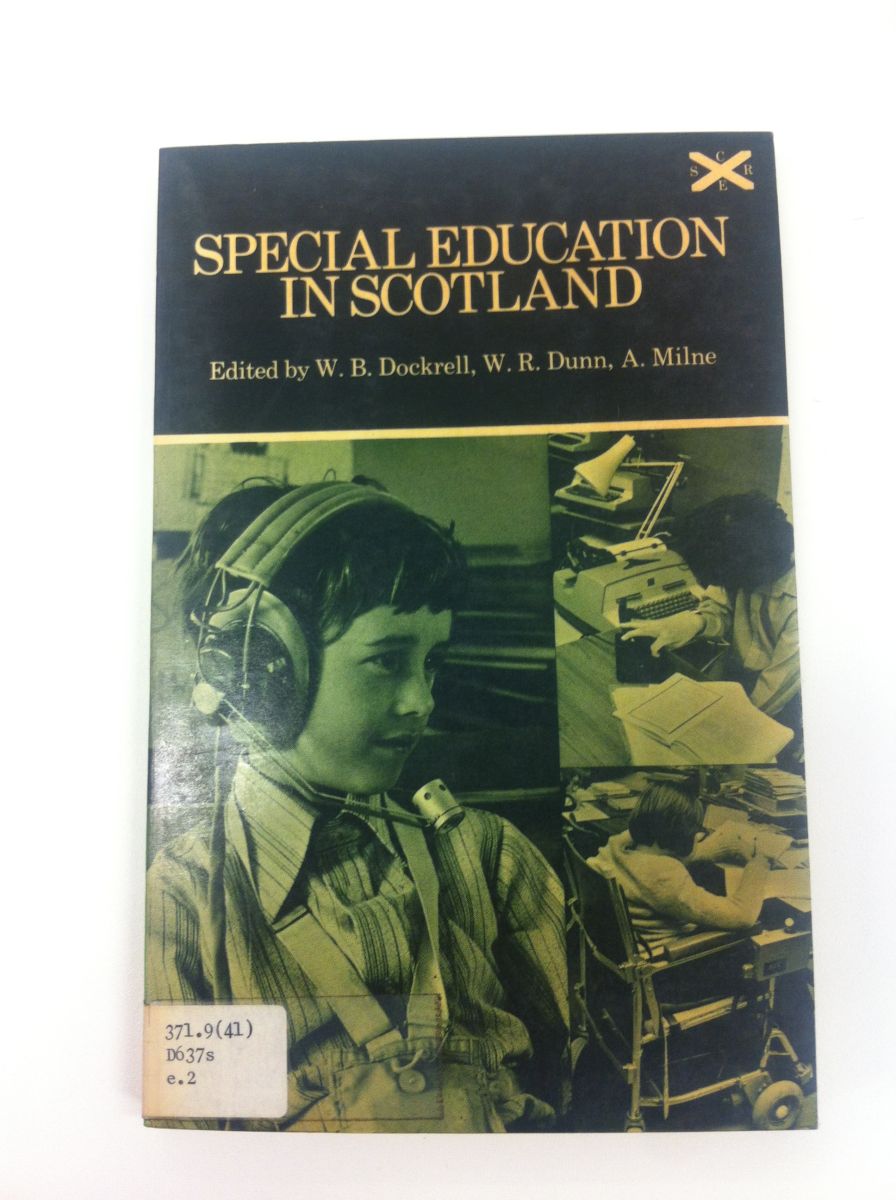 S C R E
SPECIAL EDUCATION
IN SCOTLAND
Edited by W. B. Dockrell, W. R. Dunn, A. Milne
371.9(41)
D637s
e.2